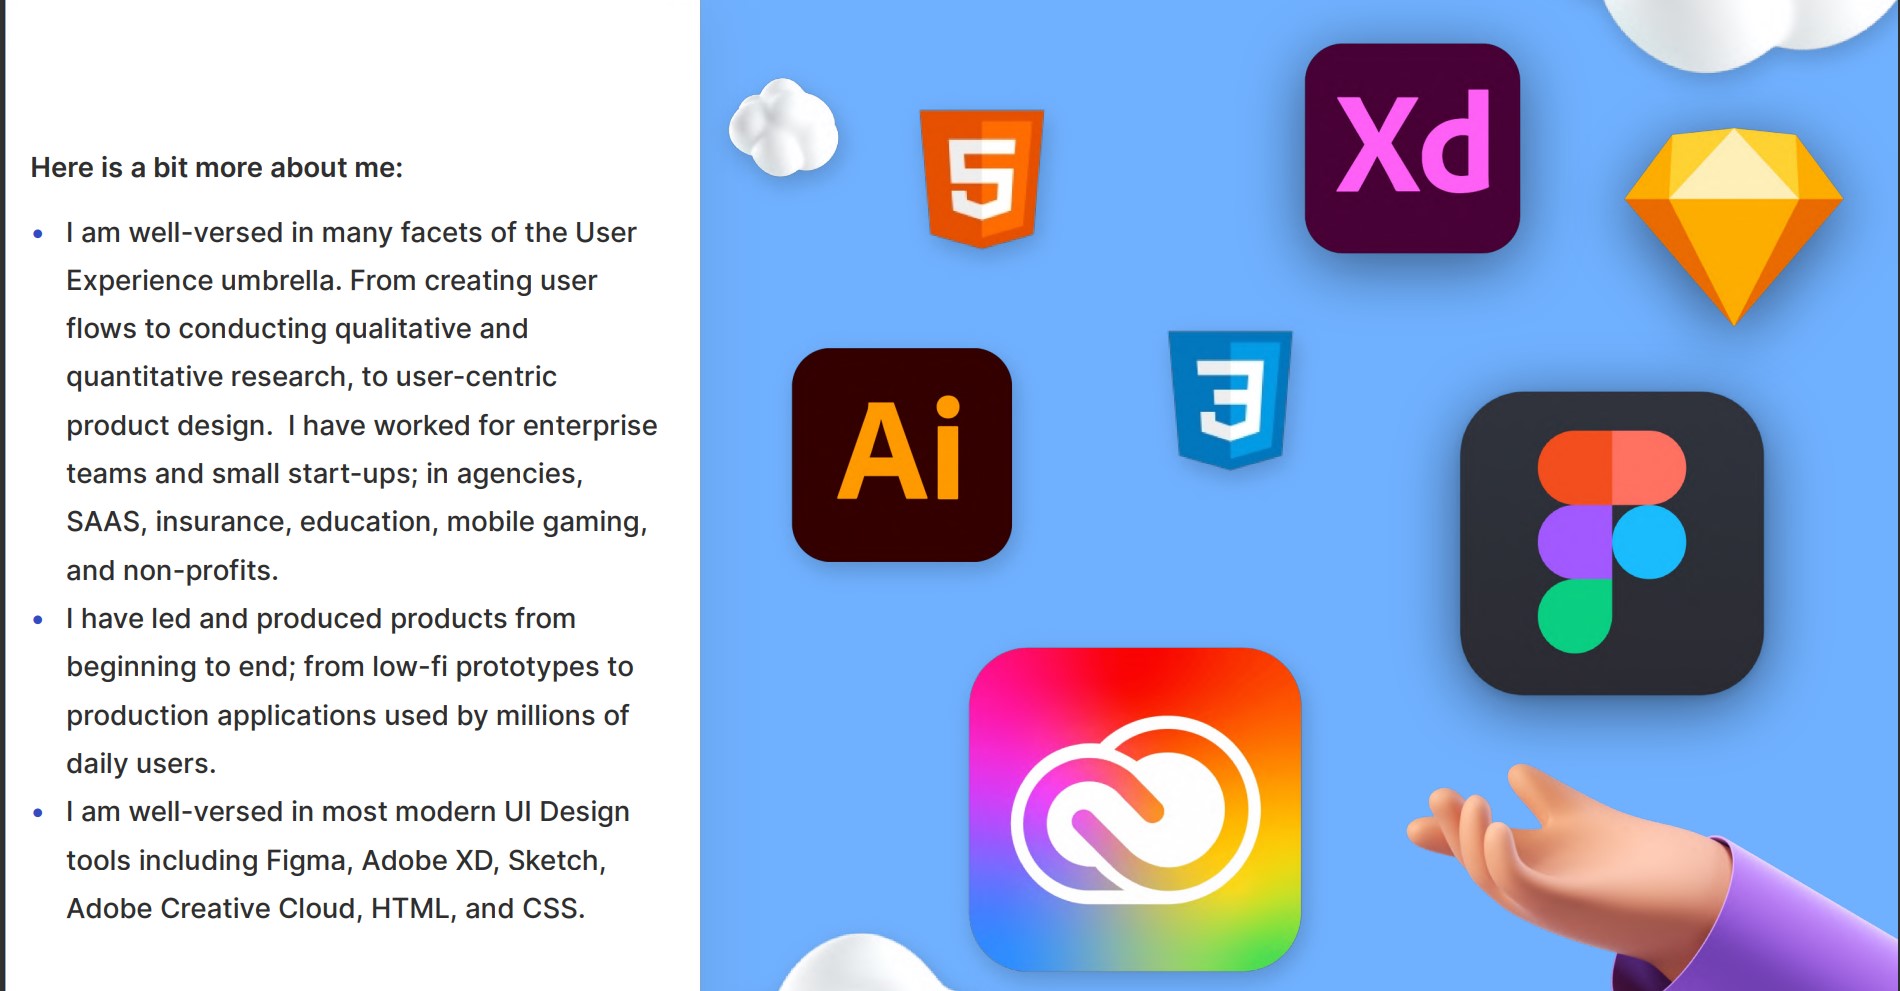 Here is a bit more about me:
• I am well-versed in many facets of the User
Experience umbrella. From creating user
flows to conducting qualitative and
quantitative research, to user-centric
product design.  I have worked for enterprise
teams and small start-ups; in agencies,
SAAS, insurance, education, mobile gaming,
and non-profits.
• I have led and produced products from
beginning to end; from low-fi prototypes to
production applications used by millions of
daily users.
• I am well-versed in most modern UI Design
tools including Figma, Adobe XD, Sketch,
Adobe Creative Cloud, HTML, and CSS.
5
Xd
Ai
3